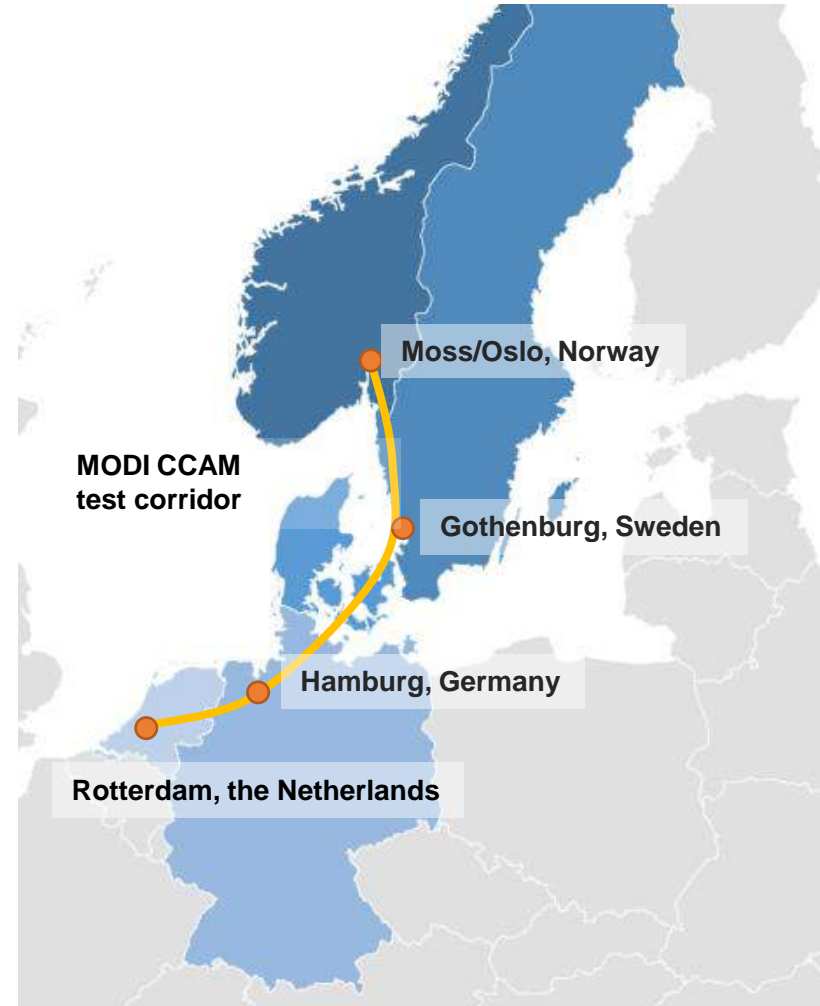 Moss/Oslo, Norway
MODI CCAM
test corridor
Gothenburg, Sweden
Hamburg, Germany
Rotterdam, the Netherlands